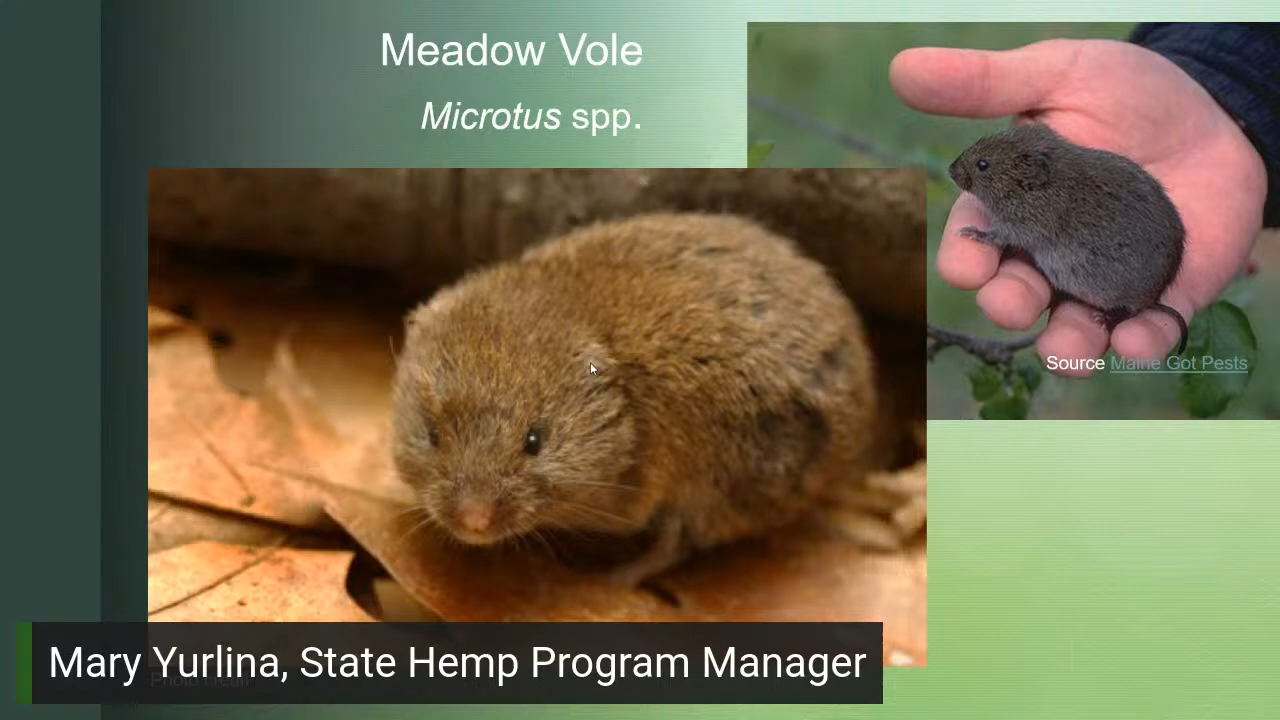 Meadow Vole
Microtus spp.
Source Maine Got Pests
Mary Yurlina, State Hemp Program Manager